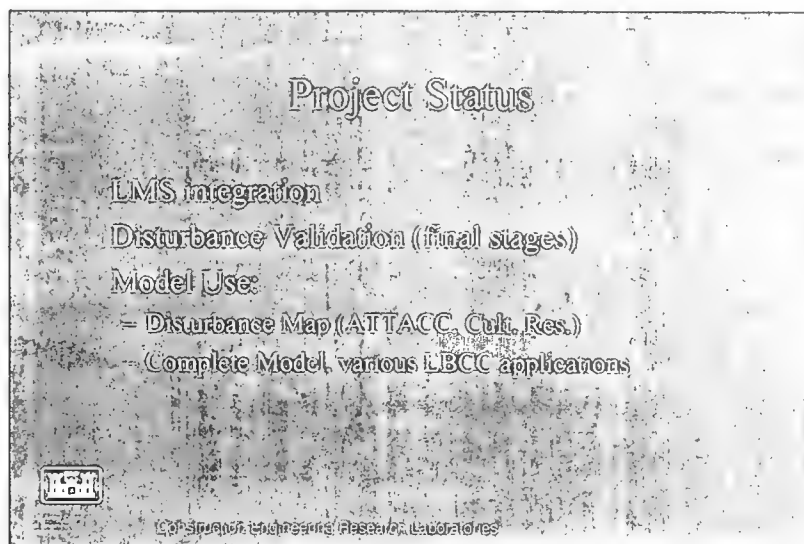 Project Status
LMS integration
Disturbance Validation (final stages)
Model Use:
– Disturbance Map (ATTACC, Cult. Res.)
– Complete Model, various LBCC applications
Construction Engineering Research Laboratories